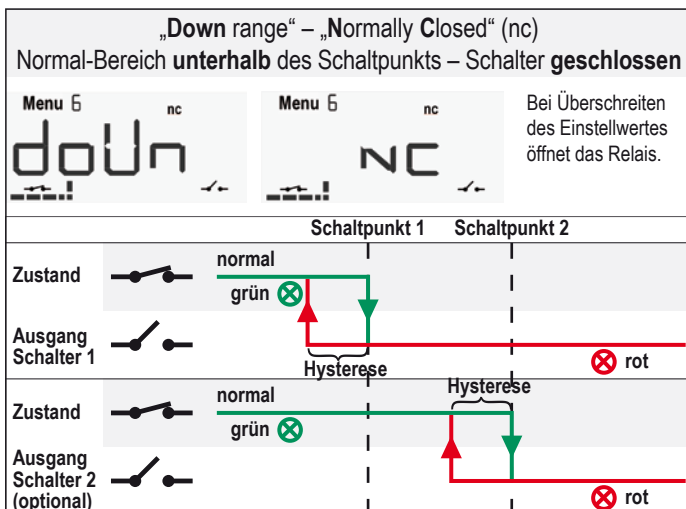 „Down range“ – „Normally Closed“ (nc)
Normal-Bereich unterhalb des Schaltpunkts – Schalter geschlossen
Menu 6 nc
doUn
Menu 6 nc
NC
Bei Überschreiten
des Einstellwertes
öffnet das Relais.
Schaltpunkt 1 Schaltpunkt 2
Zustand
normal
grün
Ausgang
Schalter 1
Hysterese
rot
Zustand
normal
grün
Hysterese
Ausgang
Schalter 2
(optional)
rot